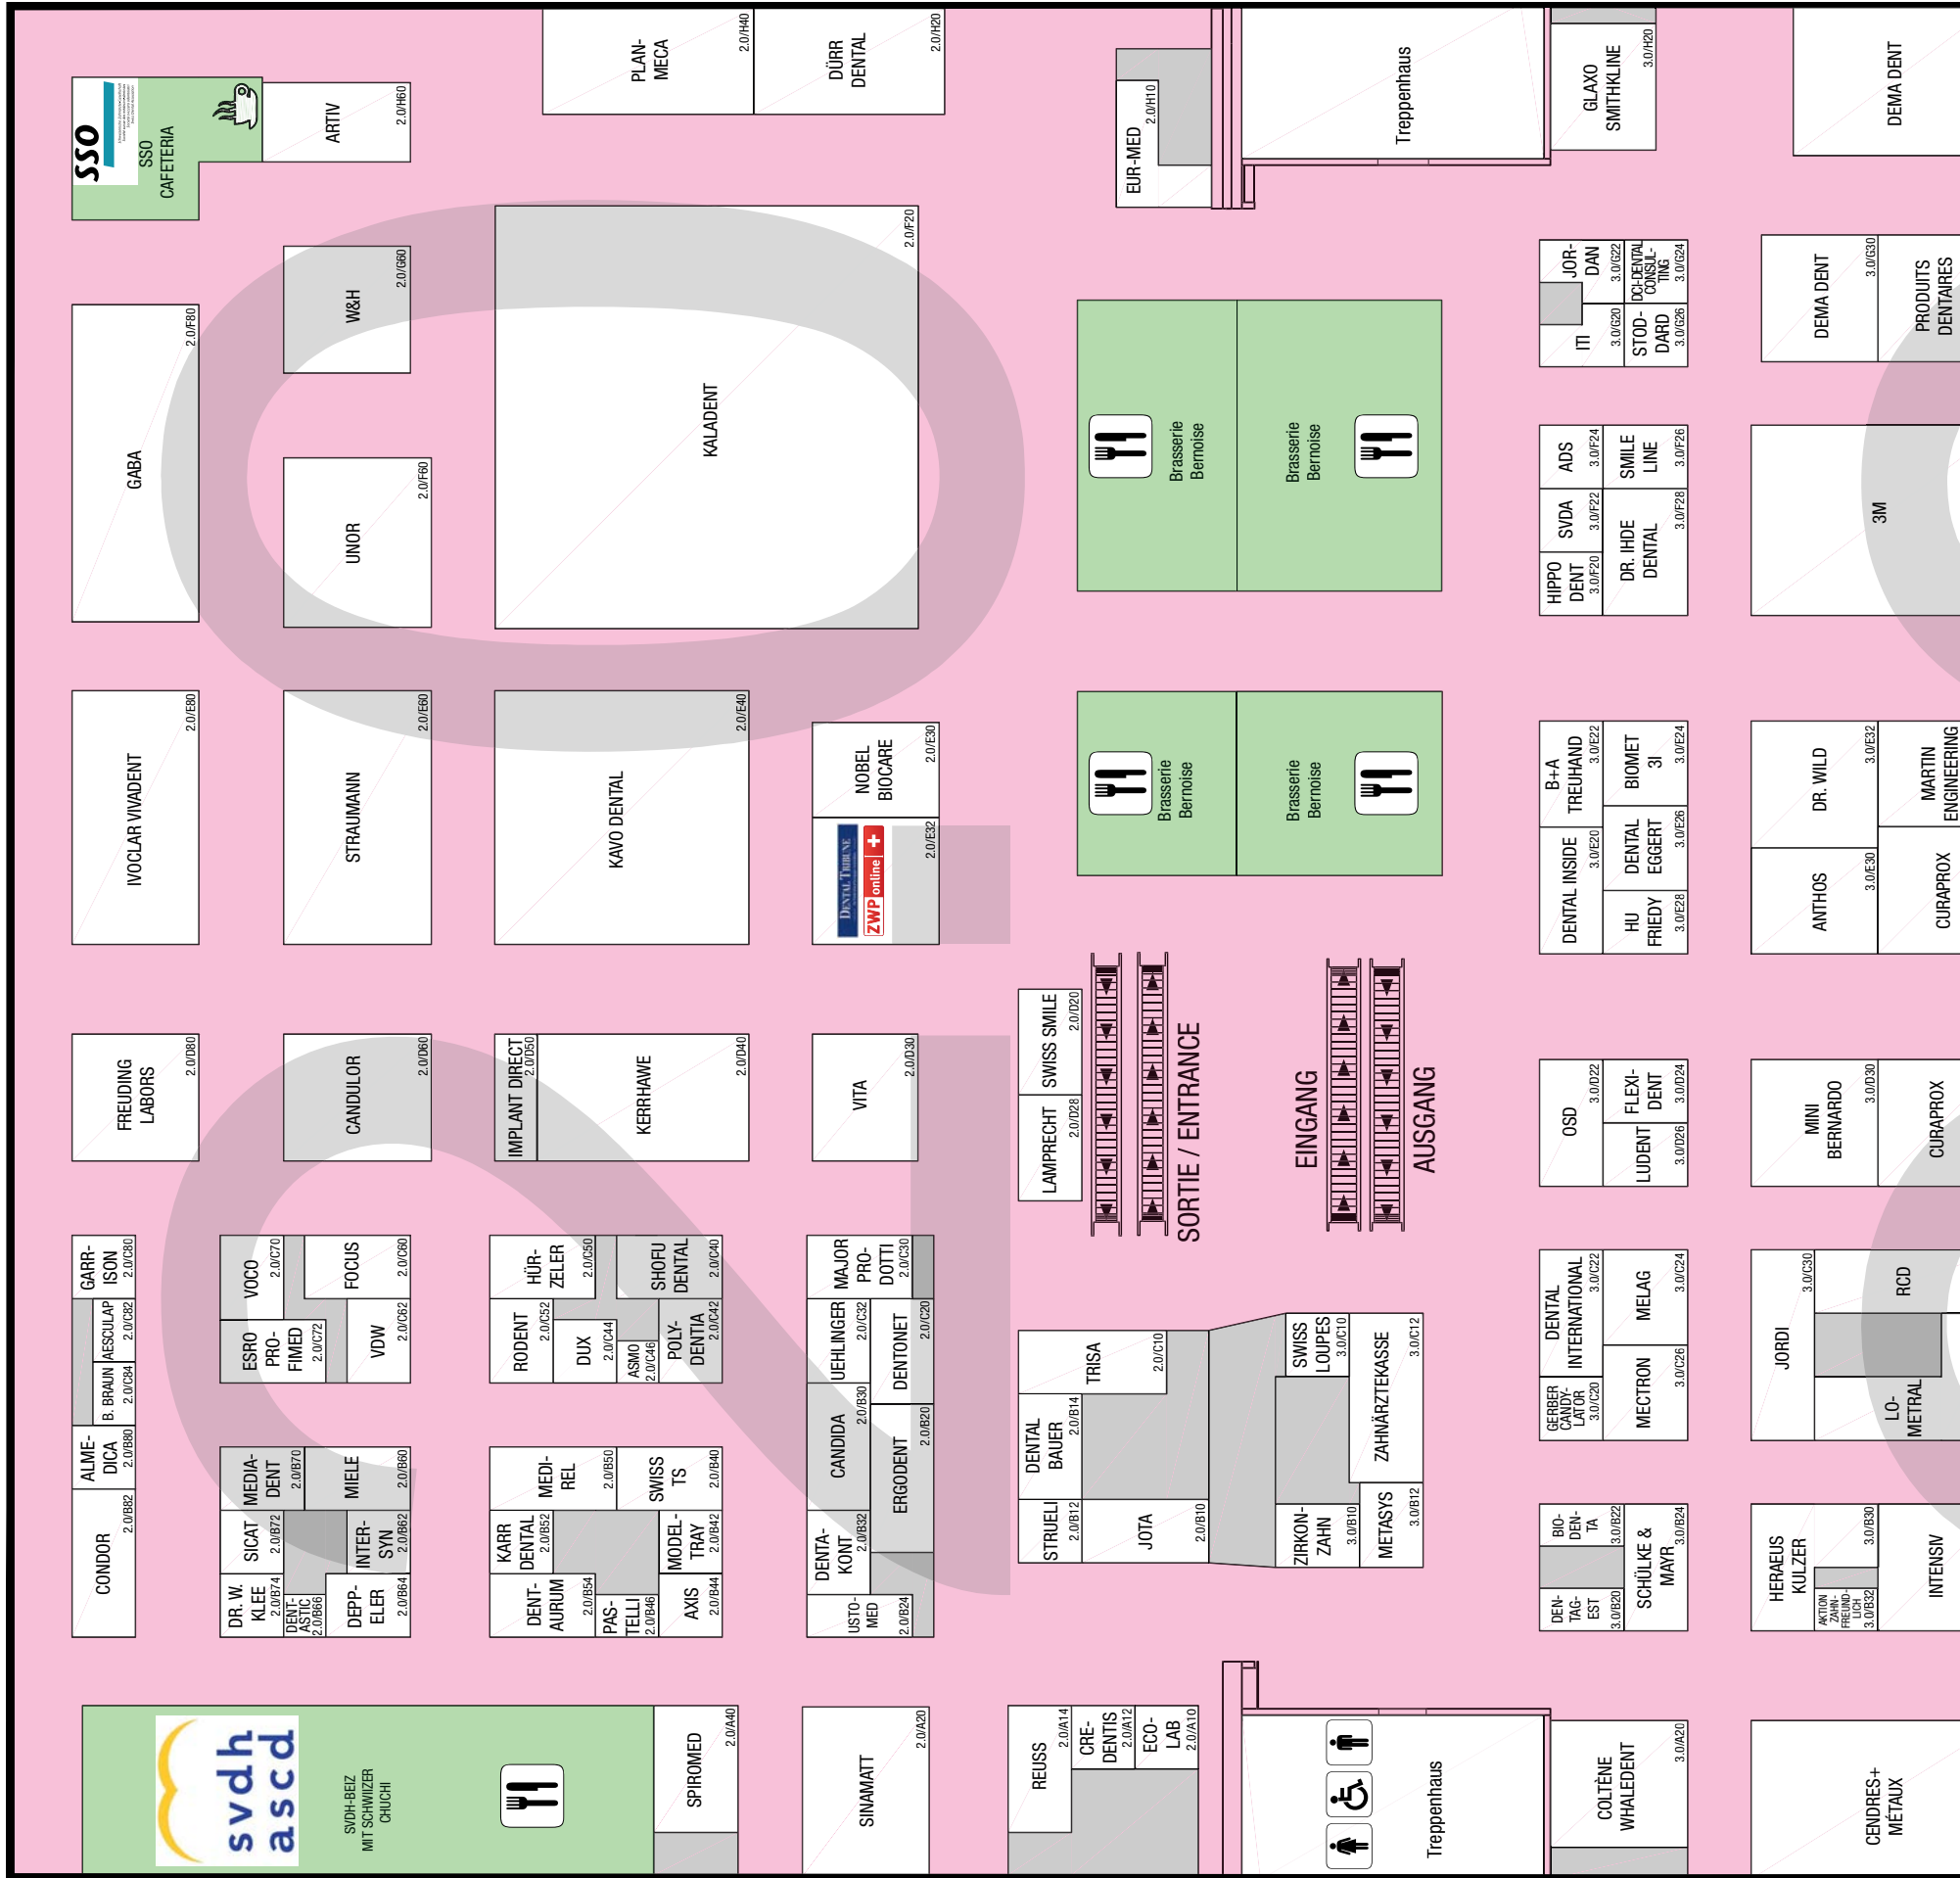 SSO
SSO
CAFETERIA
ARTIV
2.0/H60
PLAN-
MECA
2.0/H40
DÜRR
DENTAL
2.0/H20
EUR-MED
2.0/H10
Treppenhaus
GLAXO
SMITHKLINE
3.0/H20
DEMA DENT
GABA
2.0/F80
W&H
2.0/G60
UNOR
2.0/F60
KALADENT
2.0/F20
Brasserie
Bernoise
Brasserie
Bernoise
JOR-
DAN
3.0/G22
DCI-DENTAL
CONSUL-
TING
3.0/G24
ITI
3.0/G20
STOD-
DARD
3.0/G26
DEMA DENT
3.0/G30
PRODUITS
DENTAIRES
ADS
3.0/F24
SMILE
LINE
3.0/F26
SVDA
3.0/F22
HIPPO
DENT
3.0/F20
DR. IHDE
DENTAL
3.0/F28
3M
IVOCLAR VIVADENT
2.0/E80
STRAUMANN
2.0/E60
KAVO DENTAL
2.0/E40
NOBEL
BIOCARE
2.0/E30
DENTAL TRIBUNE
ZWP online
2.0/E32
Brasserie
Bernoise
Brasserie
Bernoise
B+A
TREUHAND
3.0/E22
BIOMET
3I
3.0/E24
DENTAL INSIDE
3.0/E20
DENTAL
EGGERT
3.0/E26
HU
FRIEDY
3.0/E28
DR. WILD
3.0/E32
MARTIN
ENGINEERING
ANTHOS
3.0/E30
CURAPROX
FREUDING
LABORS
2.0/D80
CANDULOR
2.0/D60
IMPLANT DIRECT
2.0/D50
KERRHAWE
2.0/D40
VITA
2.0/D30
SWISS SMILE
2.0/D20
LAMPRECHT
2.0/D28
SORTIE / ENTRANCE
EINGANG
AUSGANG
OSD
3.0/D22
FLEXI-
DENT
3.0/D24
LUDENT
3.0/D26
MINI
BERNARDO
3.0/D30
CURAPROX
GARR-
ISON
2.0/C80
AESCULAP
2.0/C82
B. BRAUN
2.0/C84
ALME-
DICA
2.0/B80
CONDOR
2.0/B82
VOCO
2.0/C70
FOCUS
2.0/C60
ESRO
PRO-
FIMED
2.0/C72
VDW
2.0/C62
HÜR-
ZELER
2.0/C50
SHOFU
DENTAL
2.0/C40
RODENT
2.0/C52
DUX
2.0/C44
ASMO
2.0/C46
POLY-
DENTIA
2.0/C42
MAJOR
PRO-
DOTTI
2.0/C30
UEHLINGER
2.0/C32
DENTONET
2.0/C20
CANDIDA
2.0/B30
ERGODENT
2.0/B20
DENTA-
KONT
2.0/B32
USTO-
MED
2.0/B24
MEDIA-
DENT
2.0/B70
MIELE
2.0/B60
SICAT
2.0/B72
INTER-
SYN
2.0/B62
DR. W.
KLEE
2.0/B74
DENT-
ASTIC
2.0/B66
DEPP-
ELER
2.0/B64
MEDI-
REL
2.0/B50
SWISS
TS
2.0/B40
KARR
DENTAL
2.0/B52
MODEL-
TRAY
2.0/B42
DENT-
AURUM
2.0/B54
PAS-
TELLI
2.0/B46
AXIS
2.0/B44
TRISA
2.0/C10
DENTAL
BAUER
2.0/B14
STRUELI
2.0/B12
JOTA
2.0/B10
SWISS
LOUPES
3.0/C10
ZAHNÄRZTEKASSE
3.0/C12
ZIRKON-
ZAHN
3.0/B10
METASYS
3.0/B12
DENTAL
INTERNATIONAL
3.0/C22
MELAG
3.0/C24
GERBER
CANDY-
LATOR
3.0/C20
MECTRON
3.0/C26
JORDI
3.0/C30
RCD
LO-
METRAL
BIO-
DEN-
TA
3.0/B22
DEN-
TAG-
EST
3.0/B20
SCHÜLKE &
MAYR
3.0/B24
HERAEUS
KULZER
3.0/B30
AKTION
ZAHN-
FREUND-
LICH
3.0/B32
INTENSIV
svdh
ascd
SVDH-BEIZ
MIT SCHWIIZER
CHUCHI
SPIROMED
2.0/A40
SINAMATT
2.0/A20
REUSS
2.0/A14
CRE-
DENTIS
2.0/A12
ECO-
LAB
2.0/A10
Treppenhaus
COLTÈNE
WHALEDENT
3.0/A20
CENDRES+
MÉTAUX
2.0